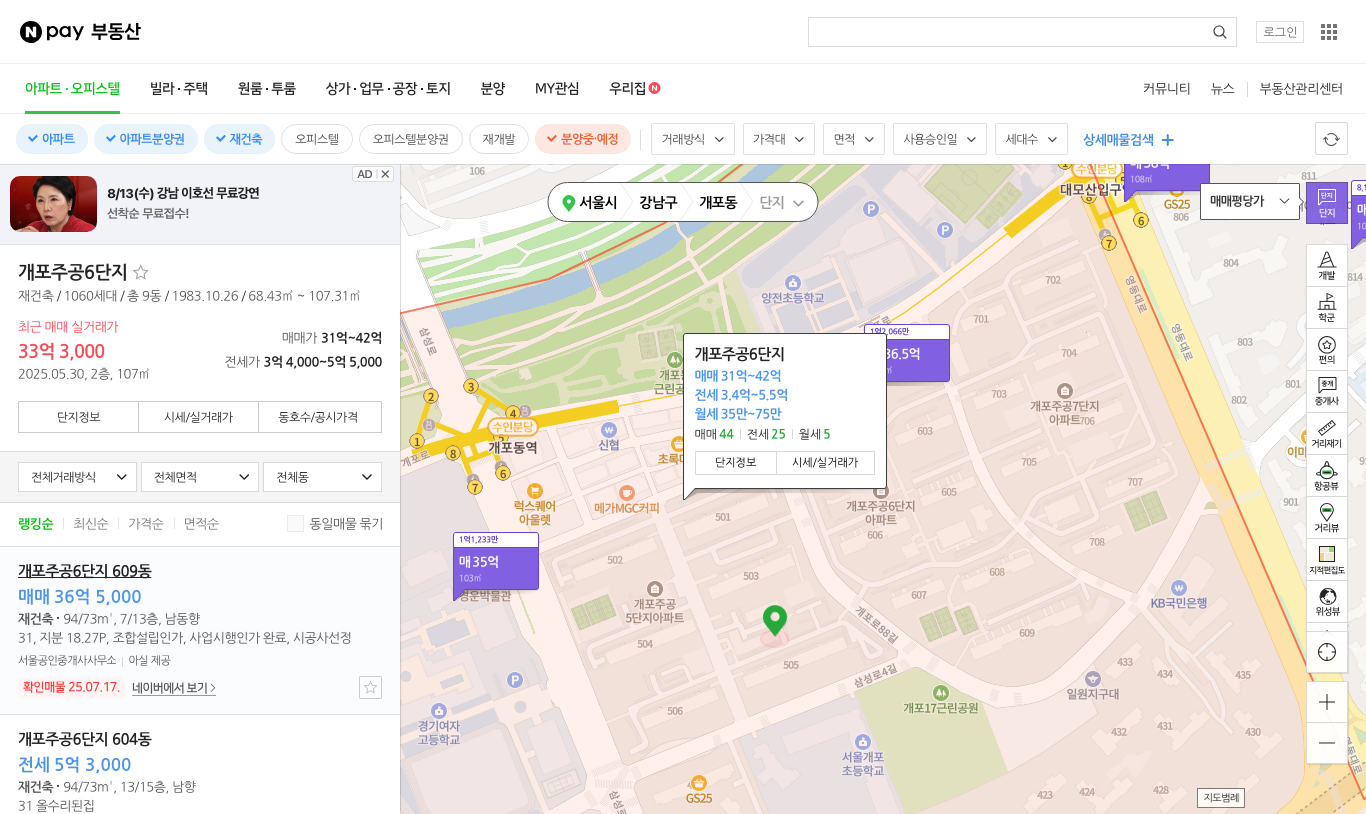 N pay 부동산
로그인
아파트·오피스텔
빌라·주택
원룸·투룸
상가·업무·공장·토지
분양
MY관심
우리집 N
커뮤니티
뉴스
부동산관리센터
아파트
아파트분양권
재건축
오피스텔
오피스텔분양권
재개발
분양중·예정
거래방식
가격대
면적
사용승인일
세대수
상세매물검색
8/13(수) 강남 이호선 무료강연
선착순 무료접수!
AD
개포주공6단지
재건축 / 1060세대 / 총 9동 / 1983.10.26 / 68.43㎡ ~ 107.31㎡
최근 매매 실거래가
33억 3,000
2025.05.30, 2층, 107㎡
매매가 31억~42억
전세가 3억 4,000~5억 5,000
단지정보
시세/실거래가
동호수/공시가격
전체거래방식
전체면적
전체동
랭킹순
최신순
가격순
면적순
동일매물 묶기
개포주공6단지 609동
매매 36억 5,000
재건축 · 94/73㎡, 7/13층, 남동향
31, 지분 18.27P, 조합설립인가, 사업시행인가 완료, 시공사선정
서울공인중개사사무소
아실 제공
확인매물 25.07.17.
네이버에서 보기
개포주공6단지 604동
전세 5억 3,000
재건축 · 94/73㎡, 13/15층, 남향
31 올수리된집
서울시
강남구
개포동
단지
매매평당가
단지
단지
개발
학군
편의
중개
중개사
거리재기
항공뷰
거리뷰
지적편집도
위성뷰
지도범례
106
수인분당
대모산입구역
108㎡
GS25
806
8
6
7
P
P
양전초등학교
804
814
702
701
704
803
802
801
영동대로
영동대로
삼성로
1억2,066만
36.5억
개포주공6단지
매매 31억~42억
전세 3.4억~5.5억
월세 35만~75만
매매 44
전세 25
월세 5
단지정보
시세/실거래가
개포주공7단지
아파트
706
603
605
606
707
705
708
608
607
609
개포주공6단지
아파트
근린공원
3
2
4
1
8
6
7
수인분당
개포동역
개포로
신협
럭스퀘어
아울렛
메가MGC커피
501
502
503
504
505
506
1억1,233만
매 35억
103㎡
경운박물관
개포주공
5단지아파트
개포로88길
삼성로4길
KB국민은행
일원지구대
433
434
435
432
431
430
423
424
428
개포17근린공원
P
경기여자
고등학교
서울개포
초등학교
GS25